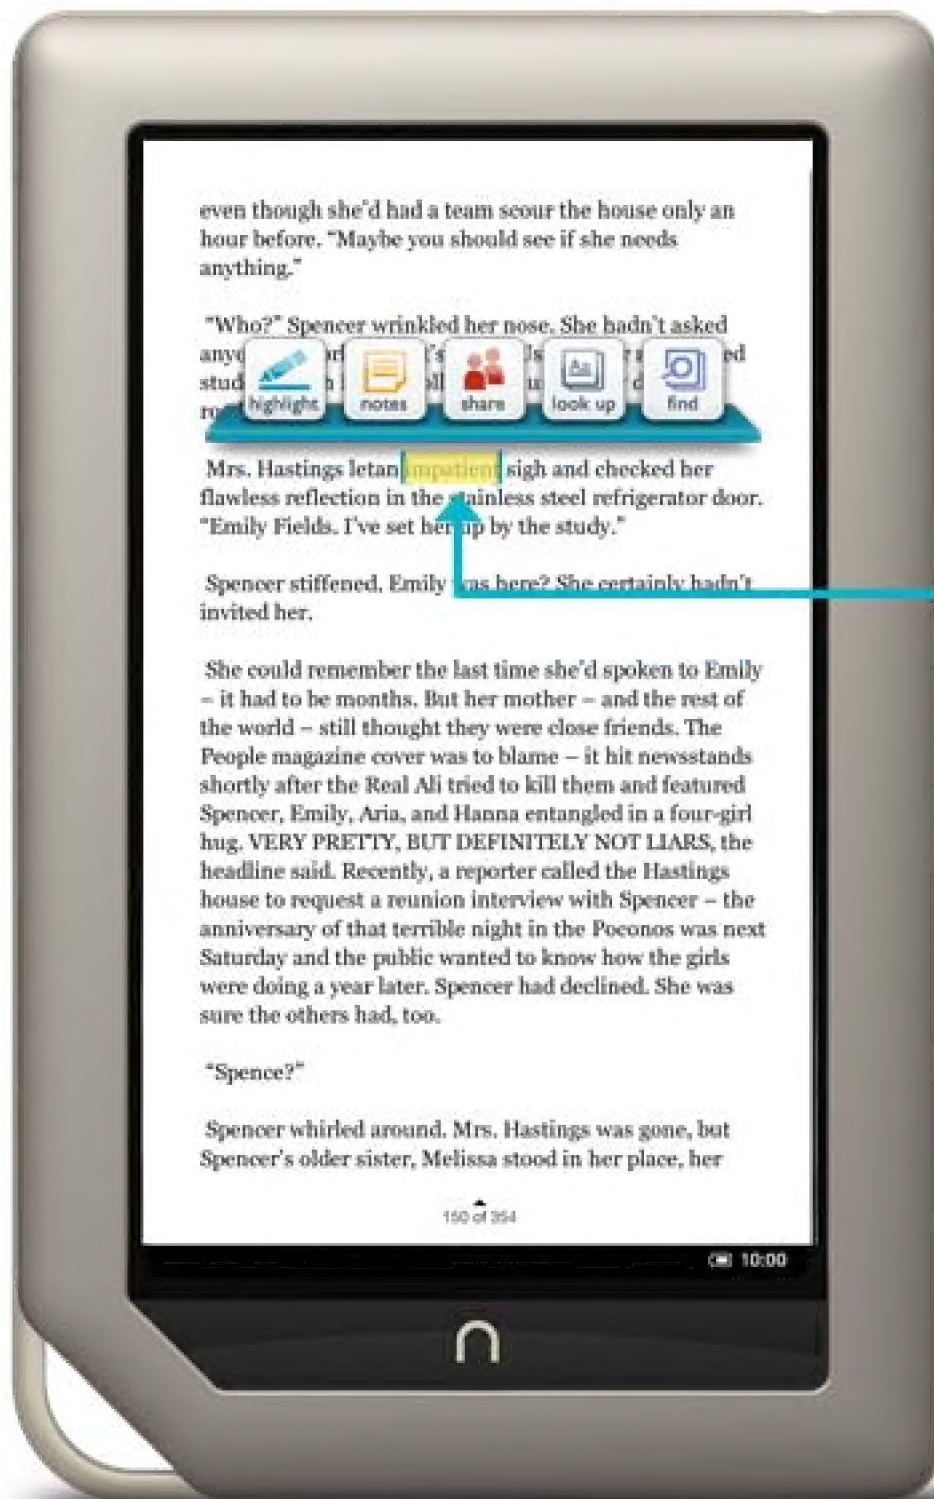 even though she'd had a team scour the house only an
hour before. “Maybe you should see if she needs
anything.”
“Who?” Spencer wrinkled her nose. She hadn't asked
highlight
notes
share
look up
find
Mrs. Hastings letan impatient sigh and checked her
flawless reflection in the stainless steel refrigerator door.
“Emily Fields. I've set her up by the study.”
Spencer stiffened. Emily was here? She certainly hadn't
invited her.
She could remember the last time she'd spoken to Emily
– it had to be months. But her mother – and the rest of
the world – still thought they were close friends. The
People magazine cover was to blame – it hit newsstands
shortly after the Real Ali tried to kill them and featured
Spencer, Emily, Aria, and Hanna entangled in a four-girl
hug. VERY PRETTY, BUT DEFINITELY NOT LIARS, the
headline said. Recently, a reporter called the Hastings
house to request a reunion interview with Spencer – the
anniversary of that terrible night in the Poconos was next
Saturday and the public wanted to know how the girls
were doing a year later. Spencer had declined. She was
sure the others had, too.
“Spence?”
Spencer whirled around. Mrs. Hastings was gone, but
Spencer's older sister, Melissa stood in her place, her
150 of 354
10:00
n